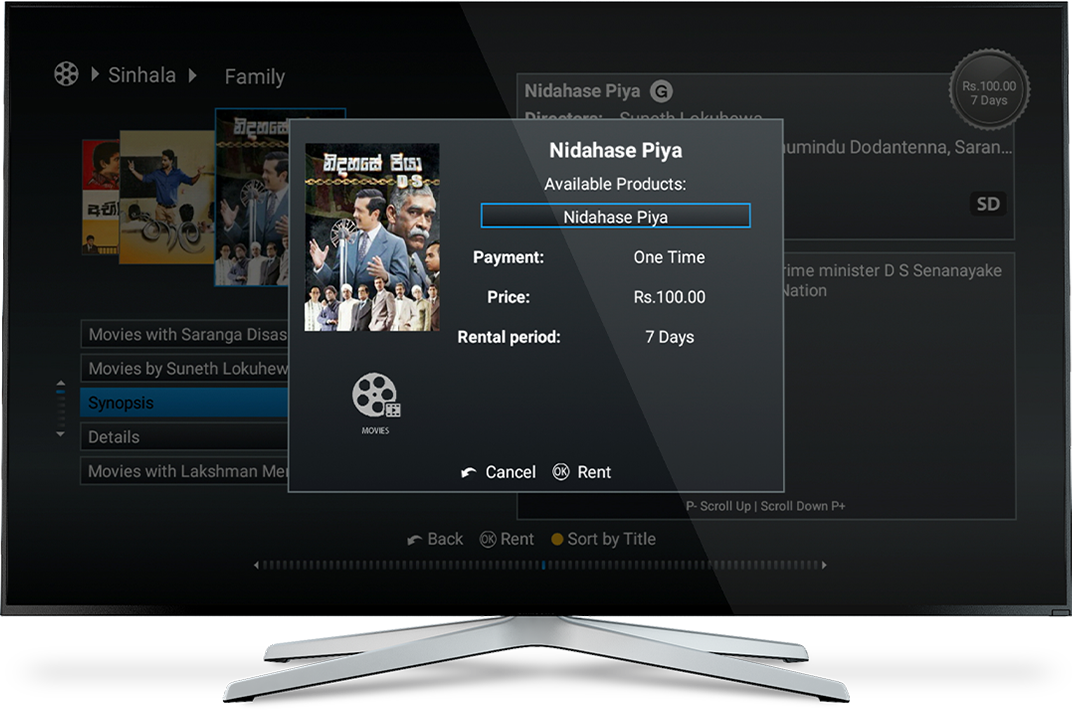 Sinhala
Family
Nidahase Piya G
Rs.100.00
7 Days
Directors: Suneth Lokuhewa
umindu Dodantenna, Saran...
SD
rime minister D S Senanayake
Nation
නිදහසේ පියා
D S
Nidahase Piya
Available Products:
Nidahase Piya
Payment: One Time
Price: Rs.100.00
Rental period: 7 Days
MOVIES
Cancel OK Rent
Movies with Saranga Disas
Movies by Suneth Lokuhew
Synopsis
Details
Movies with Lakshman Me
P- Scroll Up | Scroll Down P+
Back OK Rent Sort by Title